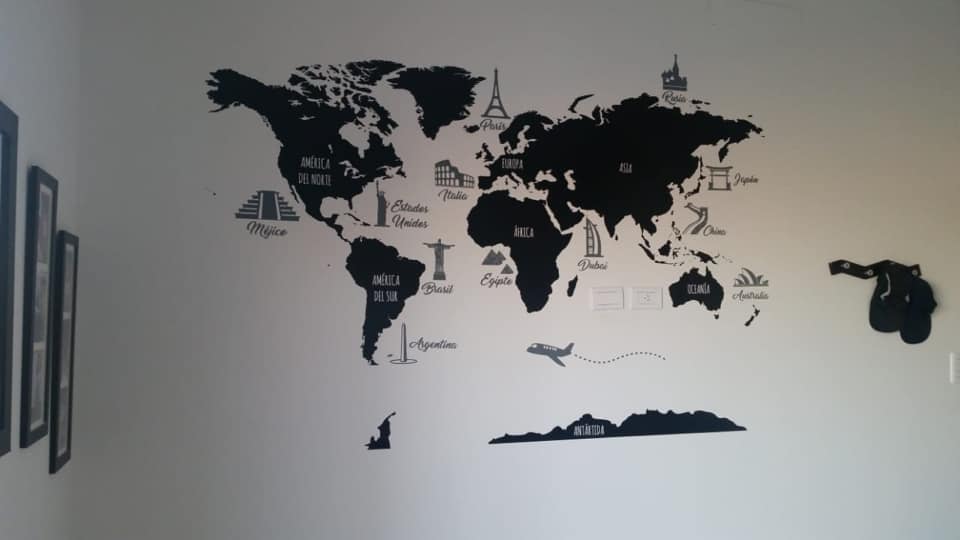 París
Rusia
AMÉRICA
DEL NORTE
EUROPA
ASIA
Italia
Japón
Méjico
Estados
Unidos
China
ÁFRICA
Brasil
Egipto
Dubai
AMÉRICA
DEL SUR
OCEANÍA
Australia
Argentina
ANTÁRTIDA